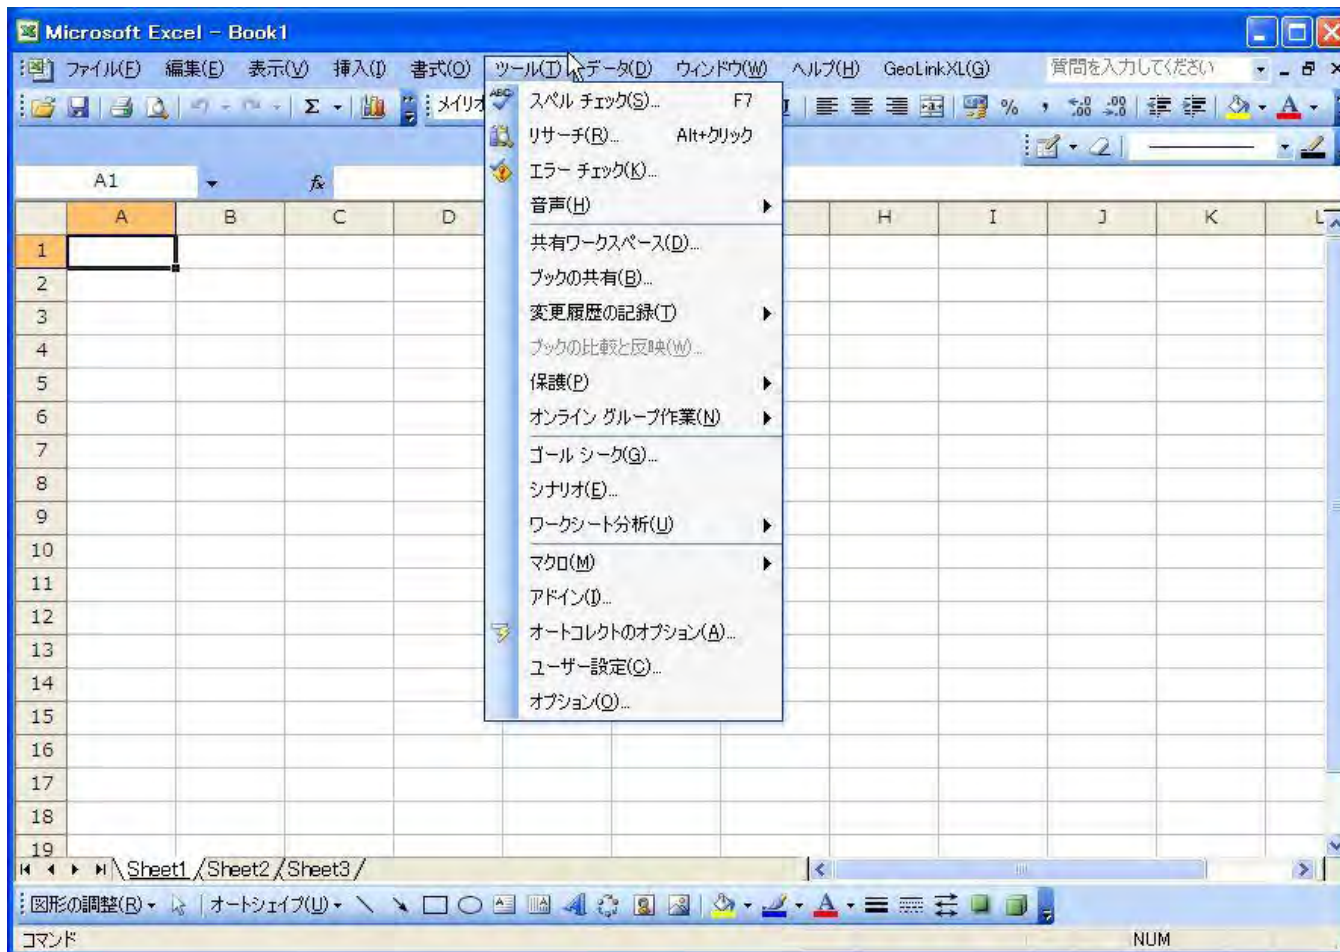 Microsoft Excel - Book1
ファイル(F) 編集(E) 表示(V) 挿入(I) 書式(O) ツール(T) データ(D) ウィンドウ(W) ヘルプ(H) GeoLinkXL(G) 質問を入力してください
Σ メイリオ % ,
A1 fx
A B C D H I J K L
スペル チェック(S)... F7
リサーチ(R)... Alt+クリック
エラー チェック(K)...
音声(H)
共有ワークスペース(D)...
ブックの共有(B)...
変更履歴の記録(T)
ブックの比較と反映(W)...
保護(P)
オンライン グループ作業(N)
ゴール シーク(G)...
シナリオ(E)...
ワークシート分析(U)
マクロ(M)
アドイン(I)...
オートコレクトのオプション(A)...
ユーザー設定(C)...
オプション(O)...
1
2
3
4
5
6
7
8
9
10
11
12
13
14
15
16
17
18
19
Sheet1 Sheet2 Sheet3
図形の調整(R) オートシェイプ(U) A
コマンド NUM